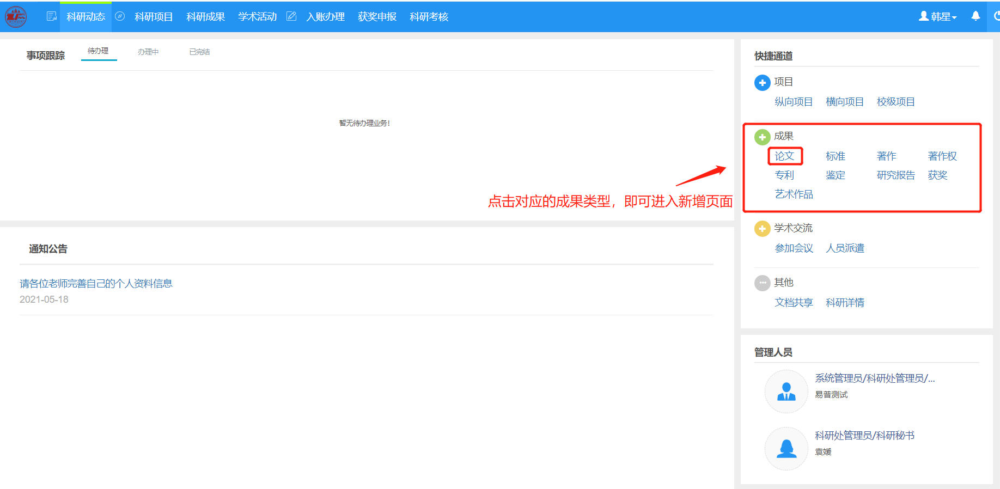 科研动态 科研项目 科研成果 学术活动 入账办理 获奖申报 科研考核 韩星
事项跟踪 待办理 办理中 已完结
暂无待办理业务!
点击对应的成果类型，即可进入新增页面
通知公告
请各位老师完善自己的个人资料信息
2021-05-18
快捷通道
项目
纵向项目 横向项目 校级项目
成果
论文 标准 著作 著作权
专利 鉴定 研究报告 获奖
艺术作品
学术交流
参加会议 人员派遣
其他
文档共享 科研详情
管理人员
系统管理员/科研处管理员/...
易普测试
科研处管理员/科研秘书
袁媛